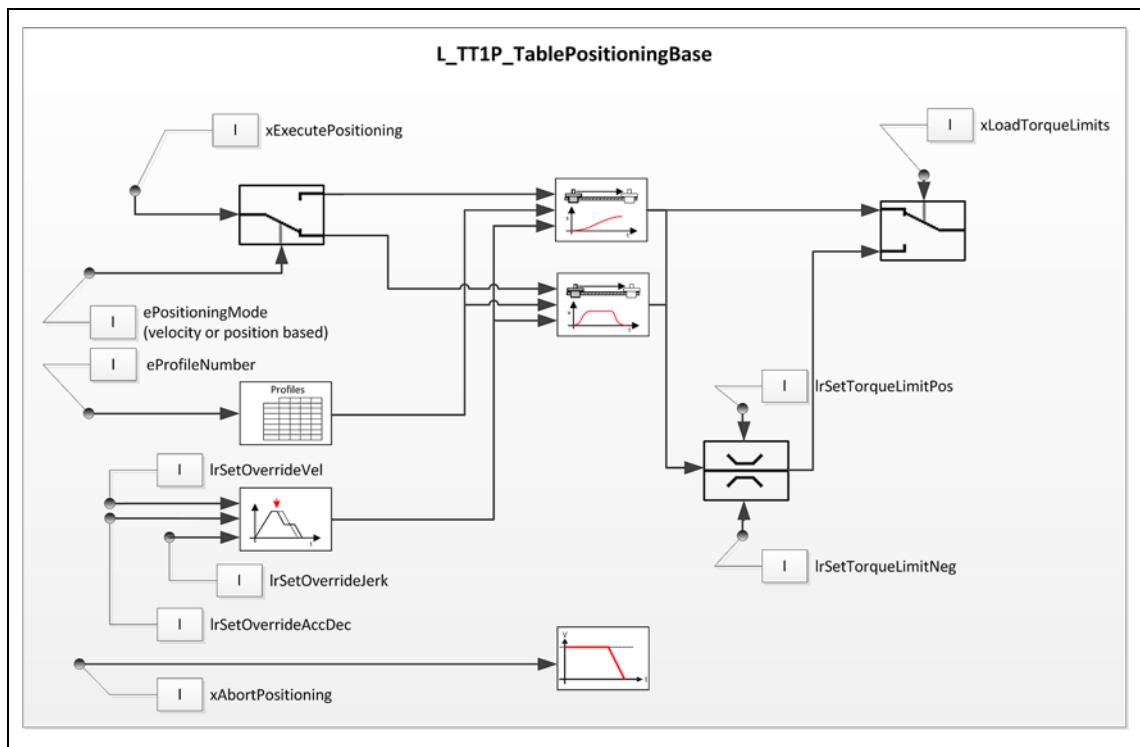 L_TT1P_TablePositioningBase
I xExecutePositioning
I xLoadTorqueLimits
s
t
I ePositioningMode
(velocity or position based)
v
t
I eProfileNumber
Profiles
I lrSetTorqueLimitPos
I lrSetOverrideVel
t
I lrSetOverrideJerk
I lrSetTorqueLimitNeg
I lrSetOverrideAccDec
V
t
I xAbortPositioning